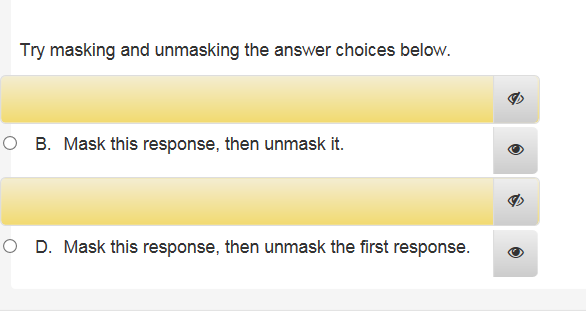 Try masking and unmasking the answer choices below.
B. Mask this response, then unmask it.
D. Mask this response, then unmask the first response.